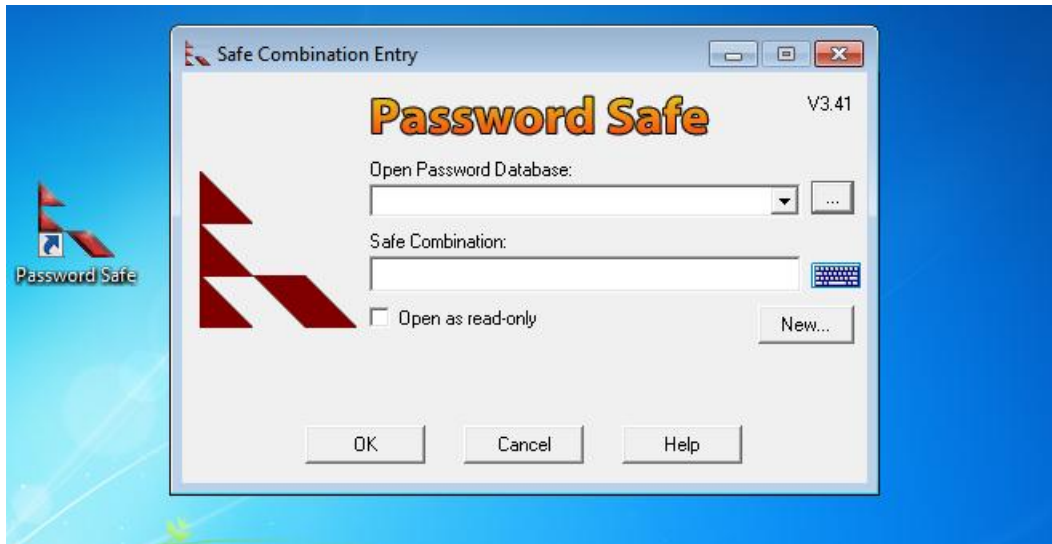 Safe Combination Entry
Password Safe
V3.41
Open Password Database:
...
Safe Combination:
Open as read-only
New...
OK
Cancel
Help
Password Safe